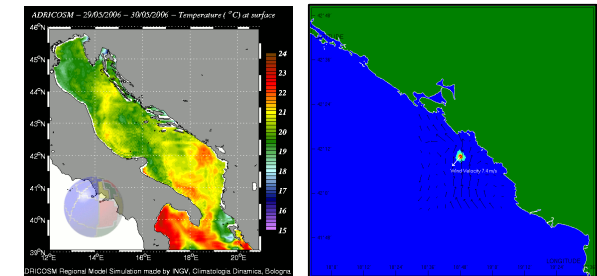 ADRICOSM – 29/05/2006 – 30/05/2006 – Temperature ( °C) at surface
46°N
45°N
44°N
43°N
42°N
41°N
40°N
39°N
12°E
14°E
16°E
18°E
20°E
24
23
22
21
20
19
18
17
16
15
DRICOSM Regional Model Simulation made by INGV, Climatologia Dinamica, Bologna
Wind Velocity 7.4 m/s